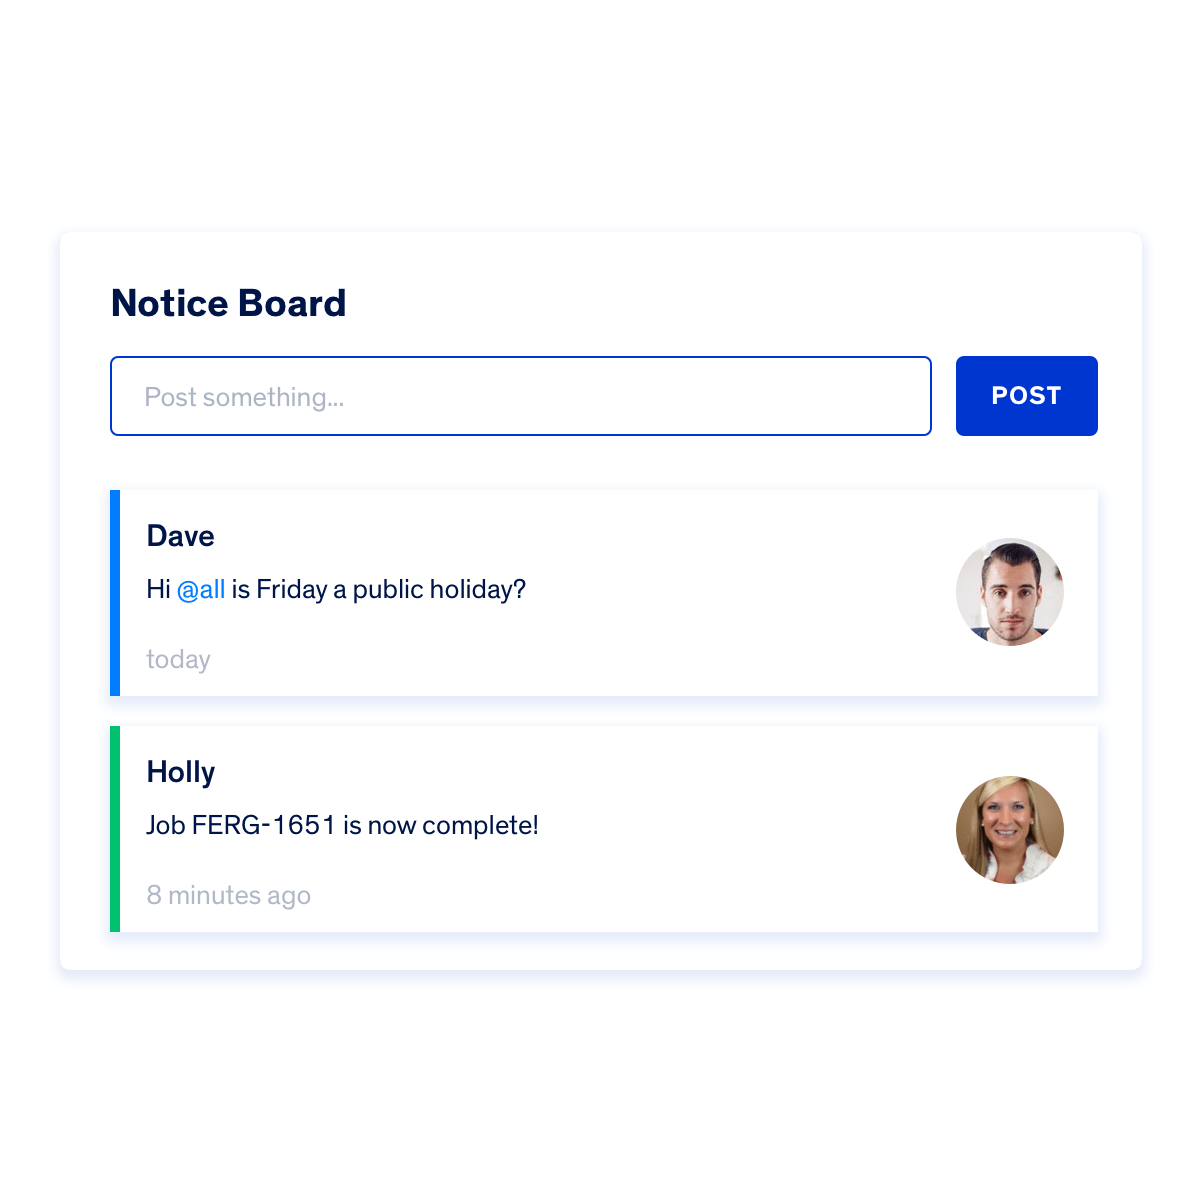 Notice Board
Post something...
POST
Dave
Hi @all is Friday a public holiday?
today
Holly
Job FERG-1651 is now complete!
8 minutes ago